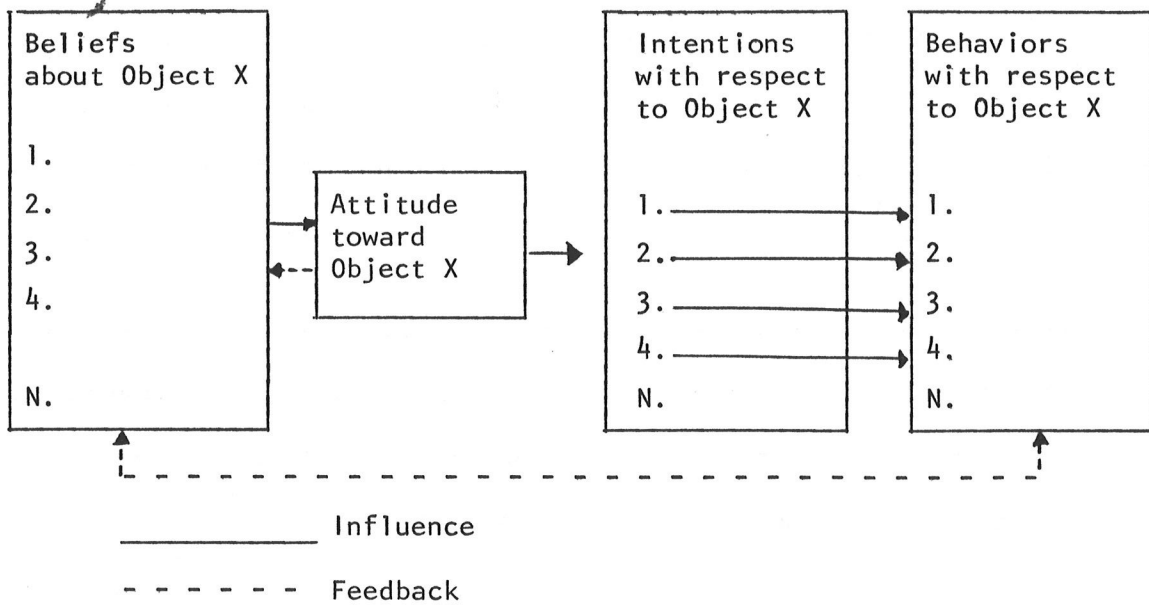 Beliefs
about Object X
1.
2.
3.
4.
N.
Attitude
toward
Object X
Intentions
with respect
to Object X
1.
2.
3.
4.
N.
Behaviors
with respect
to Object X
1.
2.
3.
4.
N.
Influence
Feedback